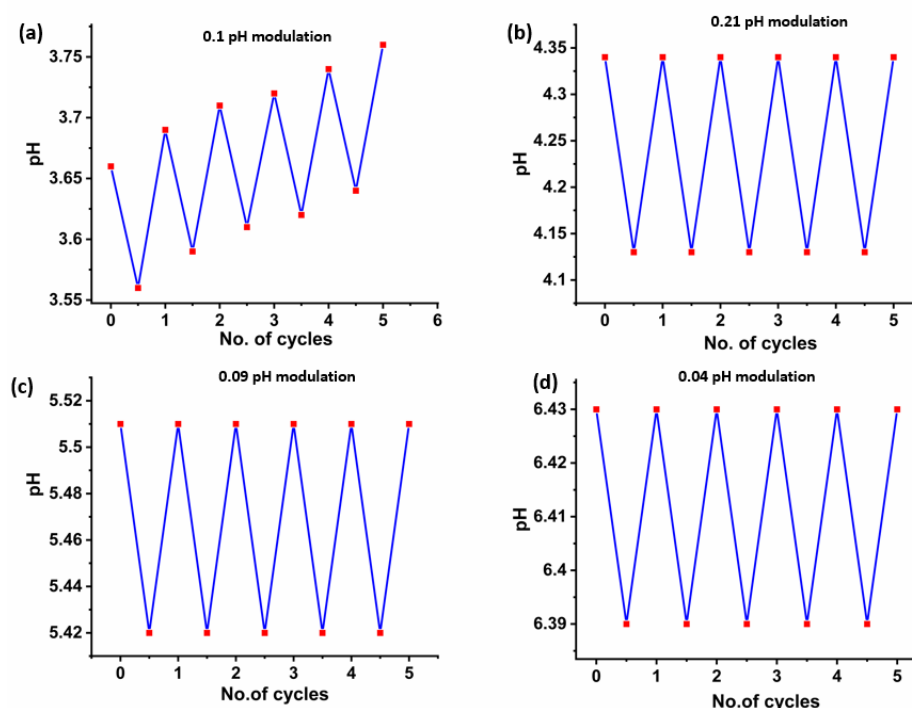 (a)
0.1 pH modulation
pH
3.75
3.7
3.65
3.6
3.55
0 1 2 3 4 5 6
No. of cycles
(b)
0.21 pH modulation
pH
4.35
4.3
4.25
4.2
4.15
4.1
0 1 2 3 4 5
No. of cycles
(c)
0.09 pH modulation
pH
5.52
5.5
5.48
5.46
5.44
5.42
0 1 2 3 4 5
No.of cycles
(d)
0.04 pH modulation
pH
6.43
6.42
6.41
6.4
6.39
0 1 2 3 4 5
No.of cycles